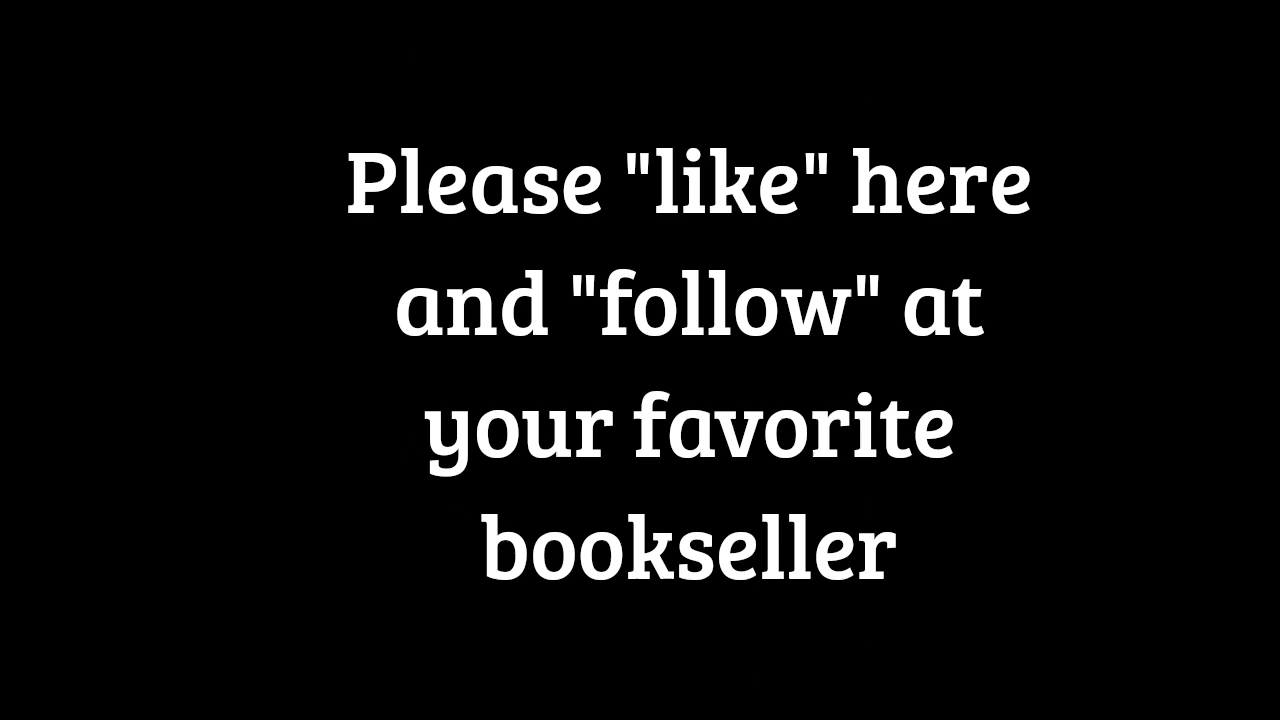 Please "like" here
and "follow" at
your favorite
bookseller